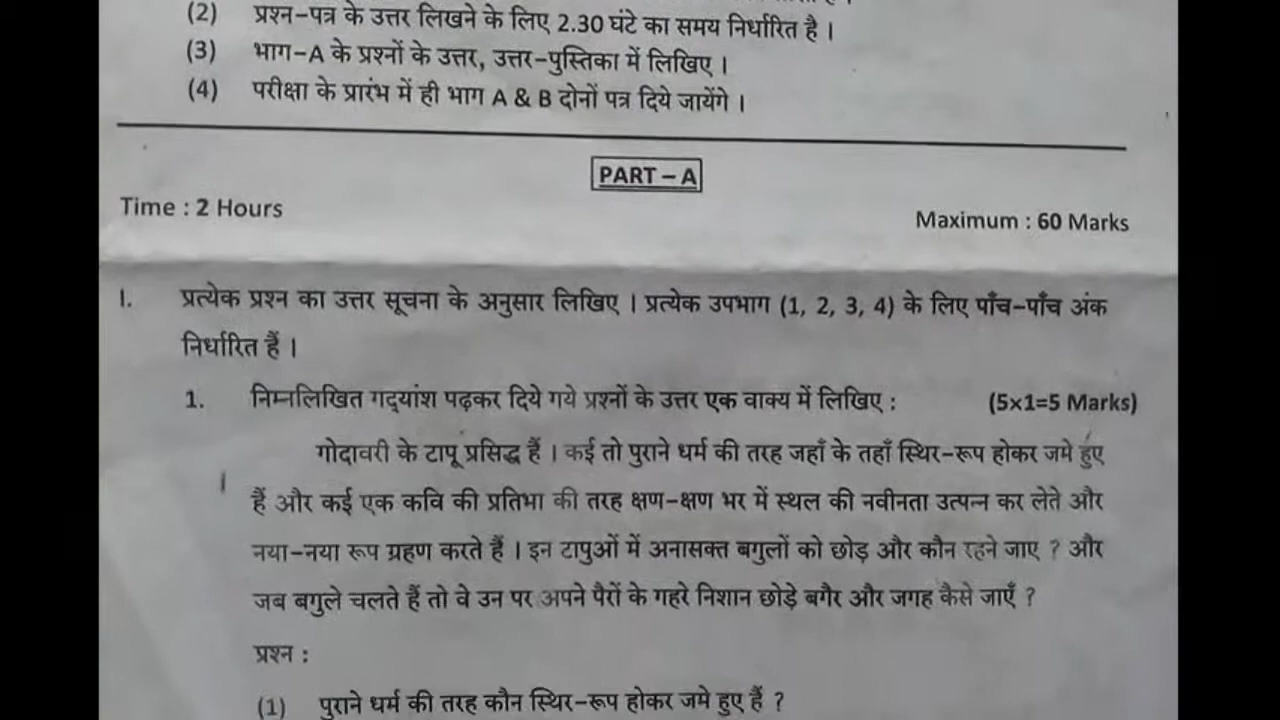 (2) प्रश्न-पत्र के उत्तर लिखने के लिए 2.30 घंटे का समय निर्धारित है ।
(3) भाग-A के प्रश्नों के उत्तर, उत्तर-पुस्तिका में लिखिए ।
(4) परीक्षा के प्रारंभ में ही भाग A & B दोनों पत्र दिये जायेंगे ।
PART – A
Time : 2 Hours
Maximum : 60 Marks
I. प्रत्येक प्रश्न का उत्तर सूचना के अनुसार लिखिए । प्रत्येक उपभाग (1, 2, 3, 4) के लिए पाँच-पाँच अंक
निर्धारित हैं ।
1. निम्नलिखित गद्यांश पढ़कर दिये गये प्रश्नों के उत्तर एक वाक्य में लिखिए : (5x1=5 Marks)
गोदावरी के टापू प्रसिद्ध हैं । कई तो पुराने धर्म की तरह जहाँ के तहाँ स्थिर-रूप होकर जमे हुए
हैं और कई एक कवि की प्रतिभा की तरह क्षण-क्षण भर में स्थल की नवीनता उत्पन्न कर लेते और
नया-नया रूप ग्रहण करते हैं । इन टापुओं में अनासक्त बगुलों को छोड़ और कौन रहने जाए ? और
जब बगुले चलते हैं तो वे उन पर अपने पैरों के गहरे निशान छोड़े बगैर और जगह कैसे जाएँ ?
प्रश्न :
(1) पुराने धर्म की तरह कौन स्थिर-रूप होकर जमे हुए हैं ?